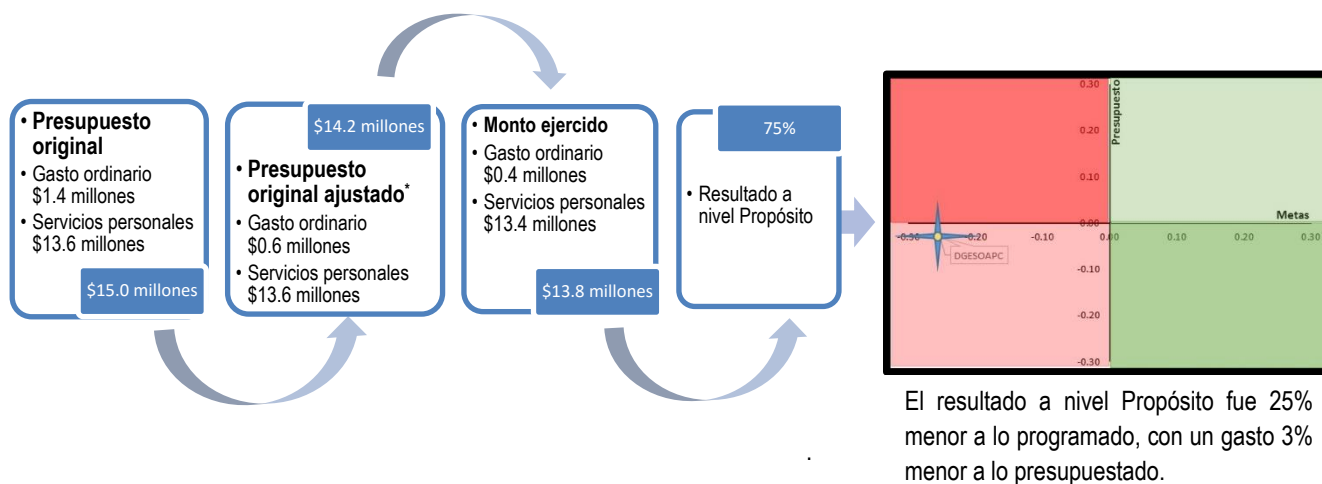 • Presupuesto
original
• Gasto ordinario
$1.4 millones
• Servicios personales
$13.6 millones
$15.0 millones
$14.2 millones
• Presupuesto
original ajustado*
• Gasto ordinario
$0.6 millones
• Servicios personales
$13.6 millones
• Monto ejercido
• Gasto ordinario
$0.4 millones
• Servicios personales
$13.4 millones
$13.8 millones
75%
• Resultado a
nivel Propósito
Presupuesto
0.30
0.20
0.10
0.00
Metas
-0.30 -0.20 -0.10 0.00 0.10 0.20 0.30
DGESOAPC
-0.10
-0.20
-0.30
El resultado a nivel Propósito fue 25%
menor a lo programado, con un gasto 3%
menor a lo presupuestado.
.